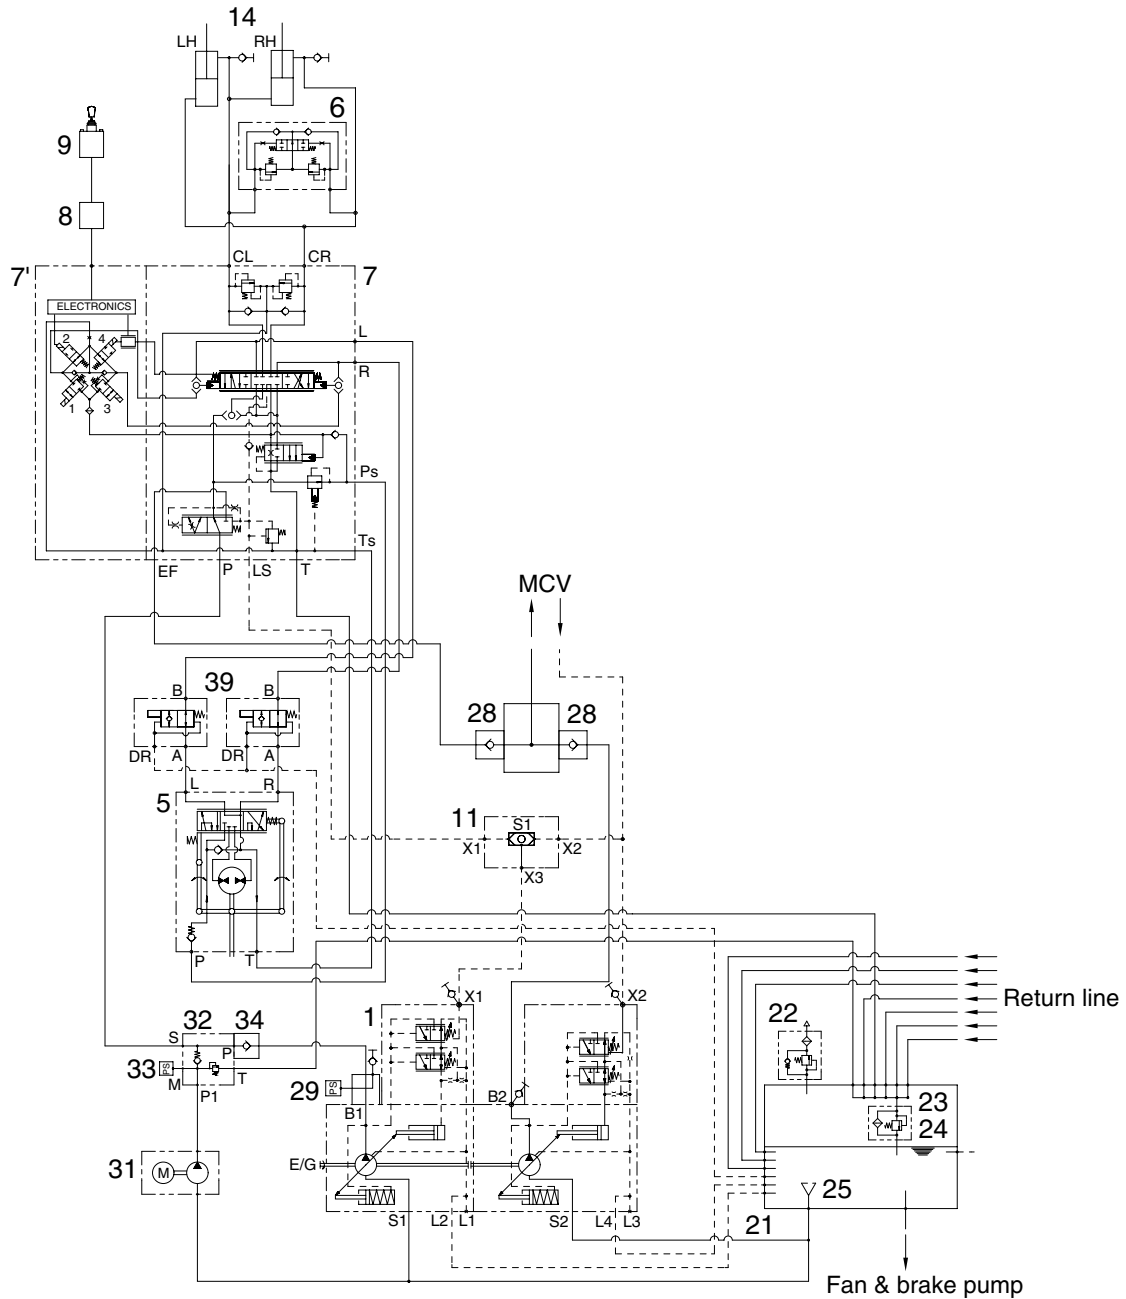 14
LH RH
6
9
8
CL CR
7' 7
ELECTRONICS
L
2 4
R
1 3
Ps
Ts
EF P LS T
MCV
B 39 B
28 28
DR A DR A
L R
5
11 S1
X1 X2
X3
P T
X1 X2
Return line
1
22
S 32 34
P
33 PS
M P1 T
29 PS
B1 B2
23
24
31 M
E/G
25
S1 L2 L1 S2 L4 L3
21
Fan & brake pump